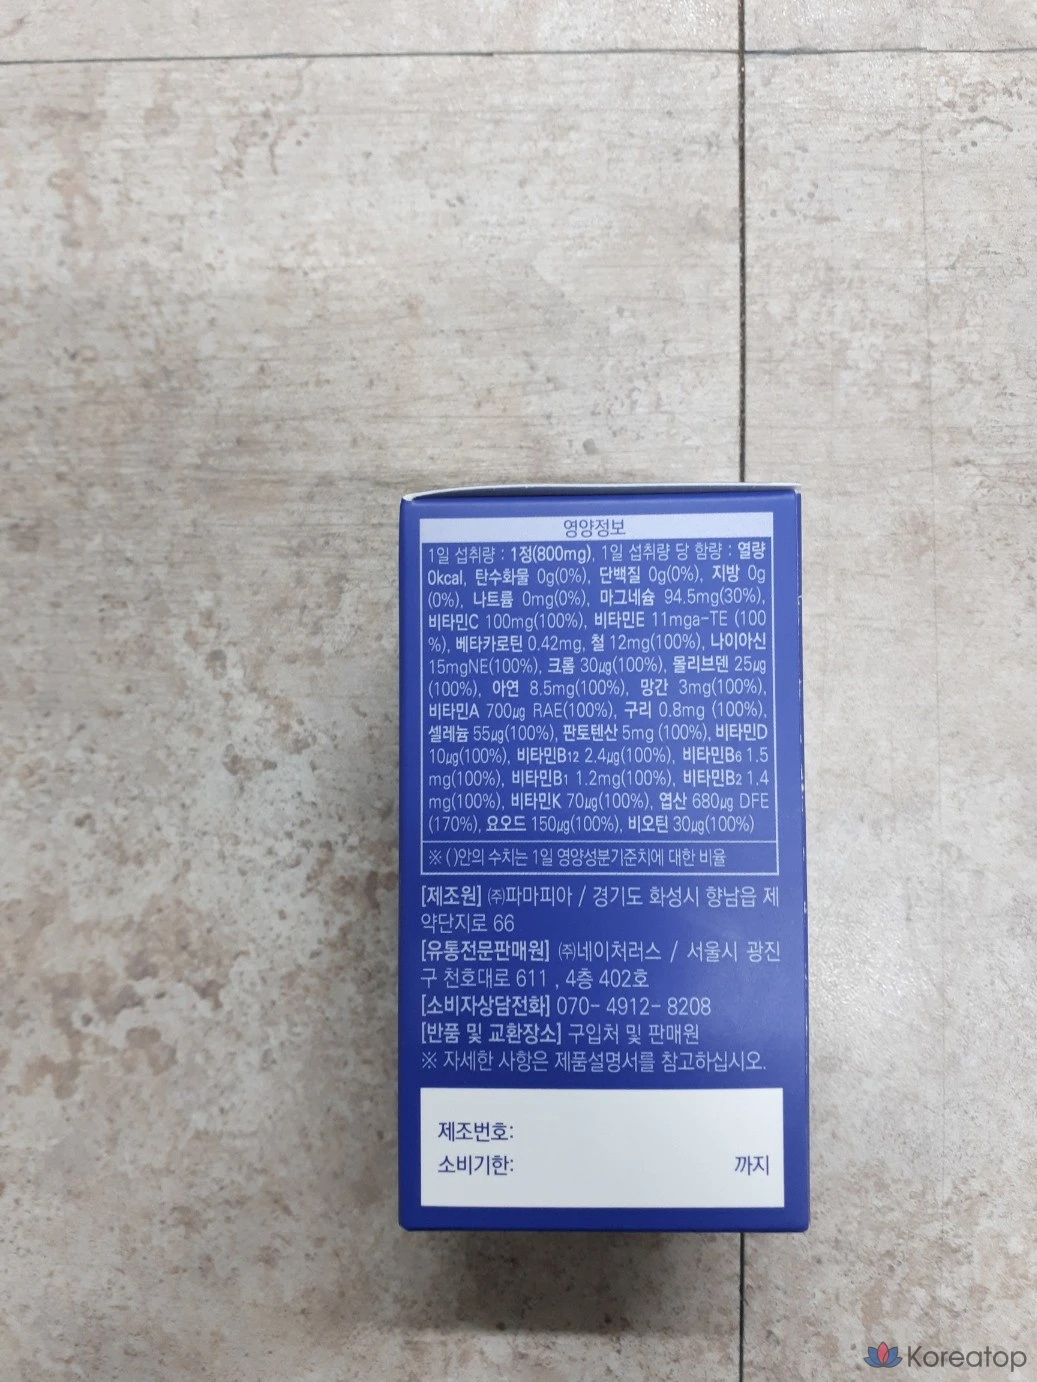 영양정보
1일 섭취량 : 1정(800mg), 1일 섭취량 당 함량 : 열량
0kcal, 탄수화물 0g(0%), 단백질 0g(0%), 지방 0g
(0%), 나트륨 0mg(0%), 마그네슘 94.5mg(30%),
비타민C 100mg(100%), 비타민E 11mga-TE (100
%), 베타카로틴 0.42mg, 철 12mg(100%), 나이아신
15mgNE(100%), 크롬 30㎍(100%), 몰리브덴 25㎍
(100%), 아연 8.5mg(100%), 망간 3mg(100%),
비타민A 700㎍ RAE(100%), 구리 0.8mg (100%),
셀레늄 55㎍(100%), 판토텐산 5mg (100%), 비타민D
10㎍(100%), 비타민B12 2.4㎍(100%), 비타민B6 1.5
mg(100%), 비타민B1 1.2mg(100%), 비타민B2 1.4
mg(100%), 비타민K 70㎍(100%), 엽산 680㎍ DFE
(170%), 요오드 150㎍(100%), 비오틴 30㎍(100%)
※ ( )안의 수치는 1일 영양성분기준치에 대한 비율
[제조원] ㈜파마피아 / 경기도 화성시 향남읍 제
약단지로 66
[유통전문판매원] ㈜네이처러스 / 서울시 광진
구 천호대로 611 , 4층 402호
[소비자상담전화] 070- 4912- 8208
[반품 및 교환장소] 구입처 및 판매원
※ 자세한 사항은 제품설명서를 참고하십시오.
제조번호:
소비기한: 까지
Koreatop